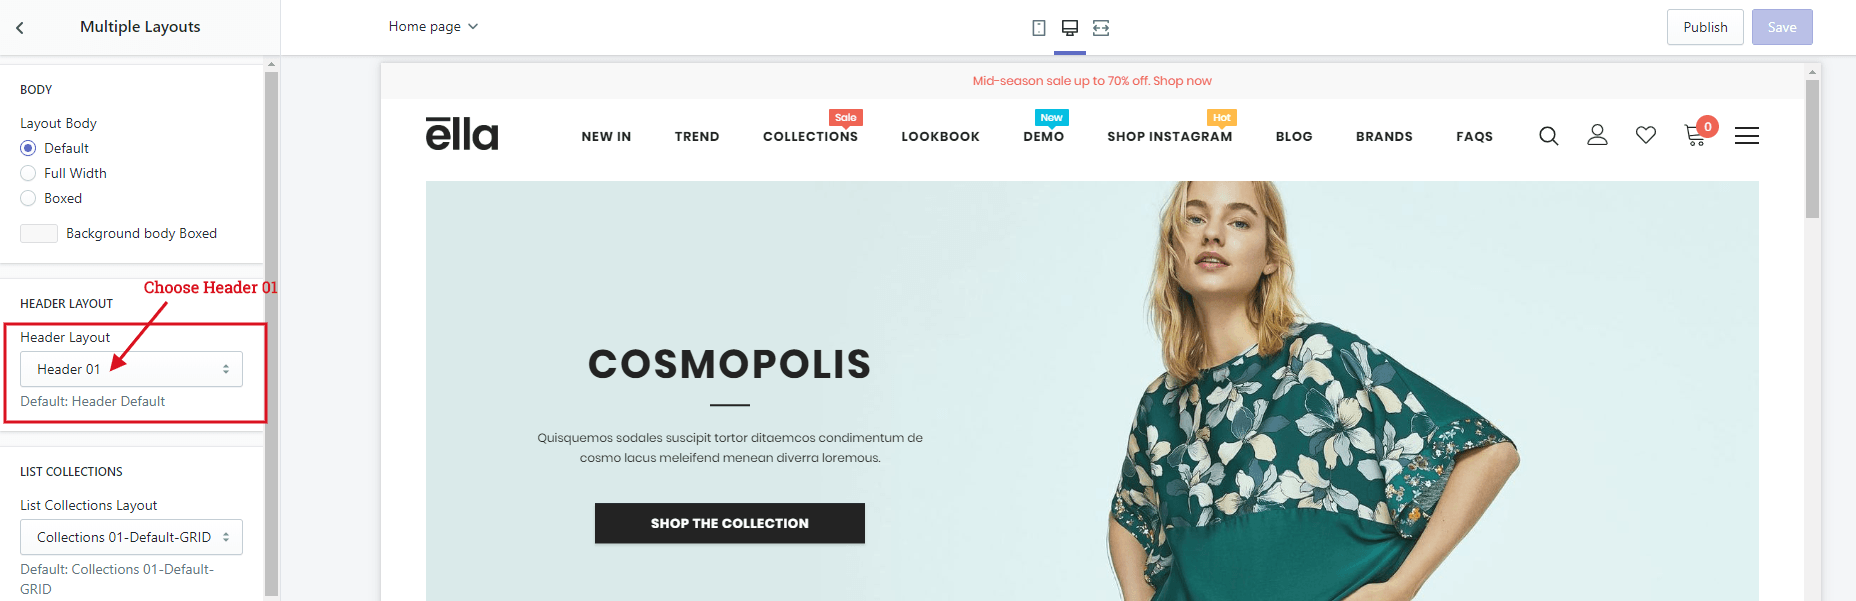 Multiple Layouts
Home page
Publish
Save
BODY
Layout Body
Default
Full Width
Boxed
Background body Boxed
Choose Header 01
HEADER LAYOUT
Header Layout
Header 01
Default: Header Default
LIST COLLECTIONS
List Collections Layout
Collections 01-Default-GRID
Default: Collections 01-Default-
GRID
Mid-season sale up to 70% off. Shop now
Sale
New
Hot
ella
NEW IN
TREND
COLLECTIONS
LOOKBOOK
DEMO
SHOP INSTAGRAM
BLOG
BRANDS
FAQS
0
COSMOPOLIS
Quisquemos sodales suscipit tortor ditaemcos condimentum de
cosmo lacus meleifend menean diverra loremous.
SHOP THE COLLECTION